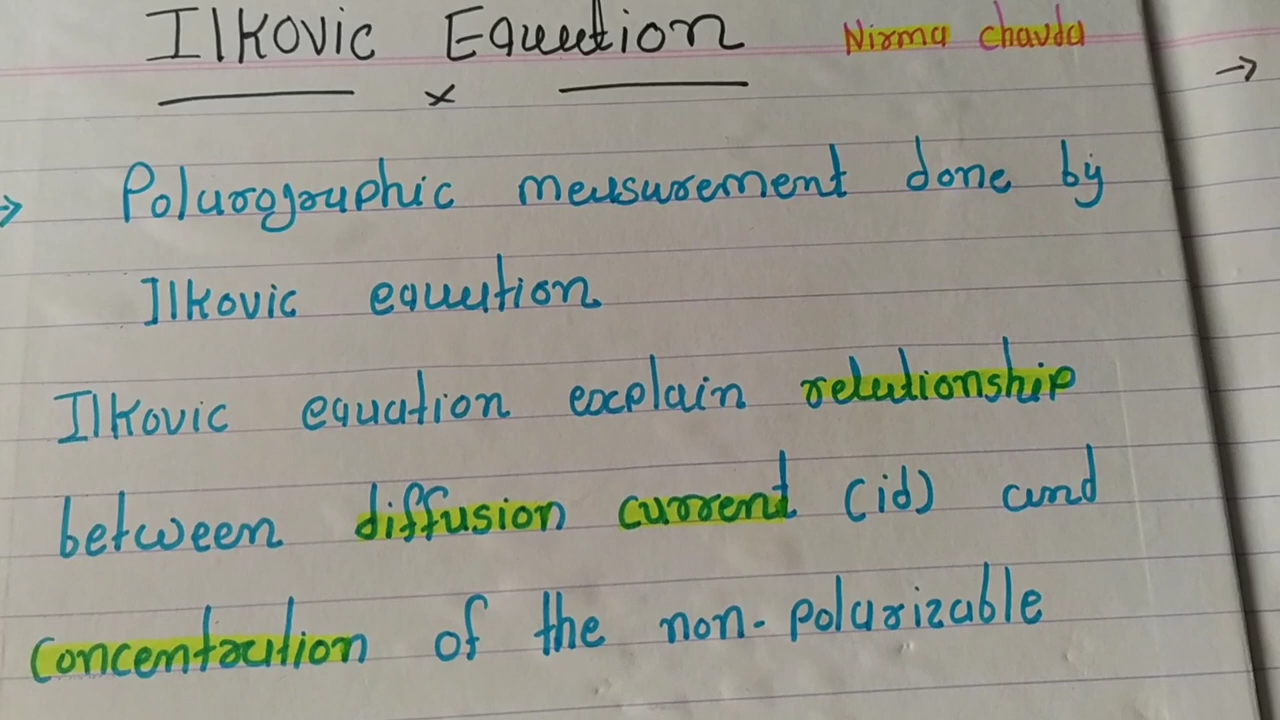 Ilkovic Equation Nirma chavda
→
× 
→ Polarographic measurement done by
Ilkovic equation
Ilkovic equation explain relationship
between diffusion current (id) and
concentration of the non-polarizable